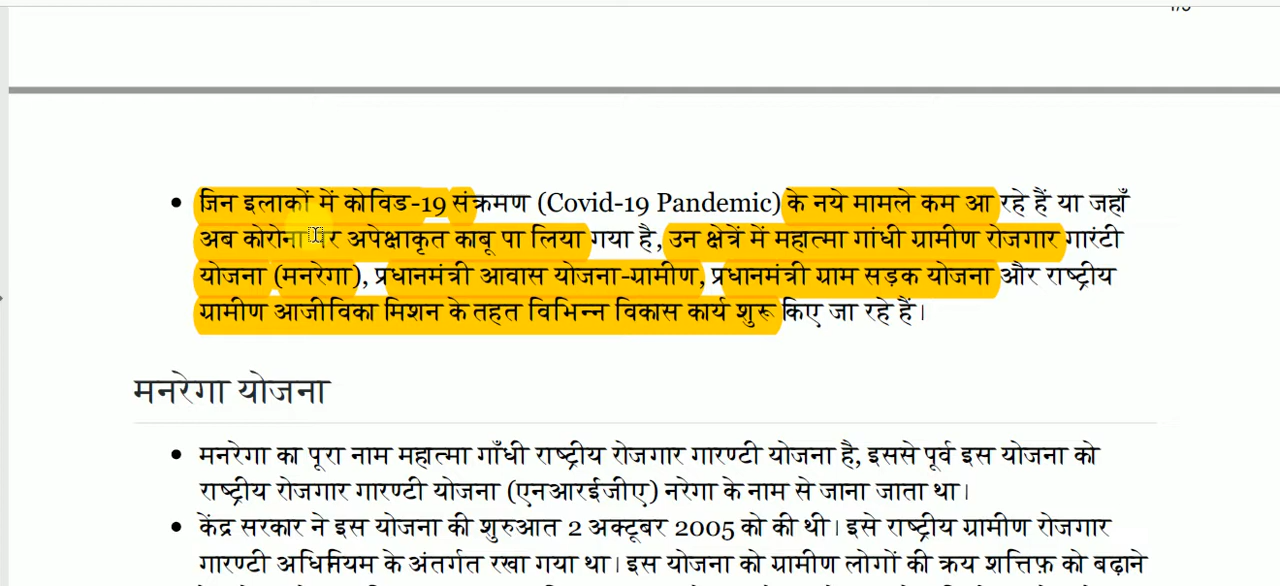 जिन इलाकों में कोविड-19 संक्रमण (Covid-19 Pandemic) के नये मामले कम आ रहे हैं या जहाँ
अब कोरोना पर अपेक्षाकृत काबू पा लिया गया है, उन क्षेत्रें में महात्मा गांधी ग्रामीण रोजगार गारंटी
योजना (मनरेगा), प्रधानमंत्री आवास योजना-ग्रामीण, प्रधानमंत्री ग्राम सड़क योजना और राष्ट्रीय
ग्रामीण आजीविका मिशन के तहत विभिन्न विकास कार्य शुरू किए जा रहे हैं।
मनरेगा योजना
मनरेगा का पूरा नाम महात्मा गाँधी राष्ट्रीय रोजगार गारण्टी योजना है, इससे पूर्व इस योजना को
राष्ट्रीय रोजगार गारण्टी योजना (एनआरईजीए) नरेगा के नाम से जाना जाता था।
केंद्र सरकार ने इस योजना की शुरुआत 2 अक्टूबर 2005 को की थी। इसे राष्ट्रीय ग्रामीण रोजगार
गारण्टी अधिनियम के अंतर्गत रखा गया था। इस योजना को ग्रामीण लोगों की क्रय शत्तिफ़ को बढ़ाने